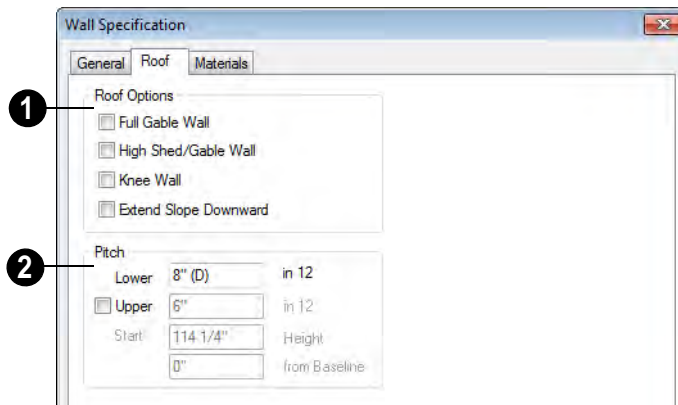 Wall Specification
General Roof Materials
1
Roof Options
Full Gable Wall
High Shed/Gable Wall
Knee Wall
Extend Slope Downward
2
Pitch
Lower 8" (D) in 12
Upper 6" in 12
Start 114 1/4" Height
0" from Baseline